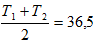 (T₁ + T₂)/2 = 36,5